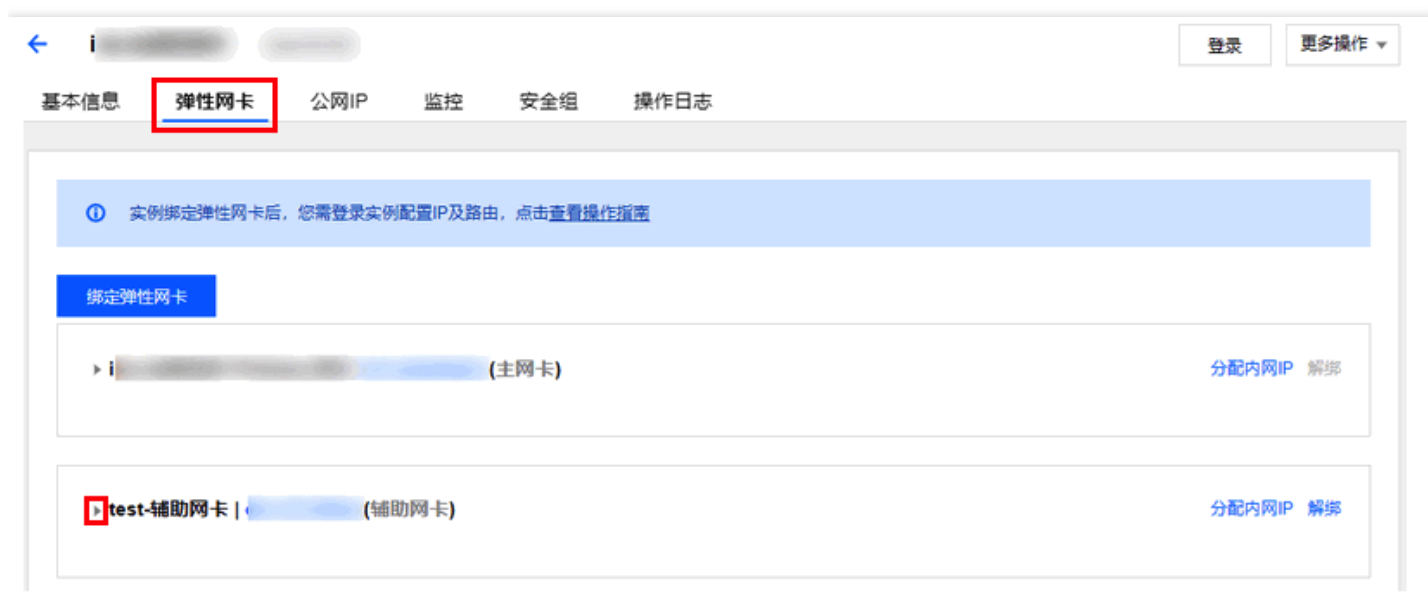 登录 更多操作
基本信息 弹性网卡 公网IP 监控 安全组 操作日志
实例绑定弹性网卡后，您需登录实例配置IP及路由，点击查看操作指南
绑定弹性网卡
(主网卡) 分配内网IP 解绑
test-辅助网卡 | (辅助网卡) 分配内网IP 解绑